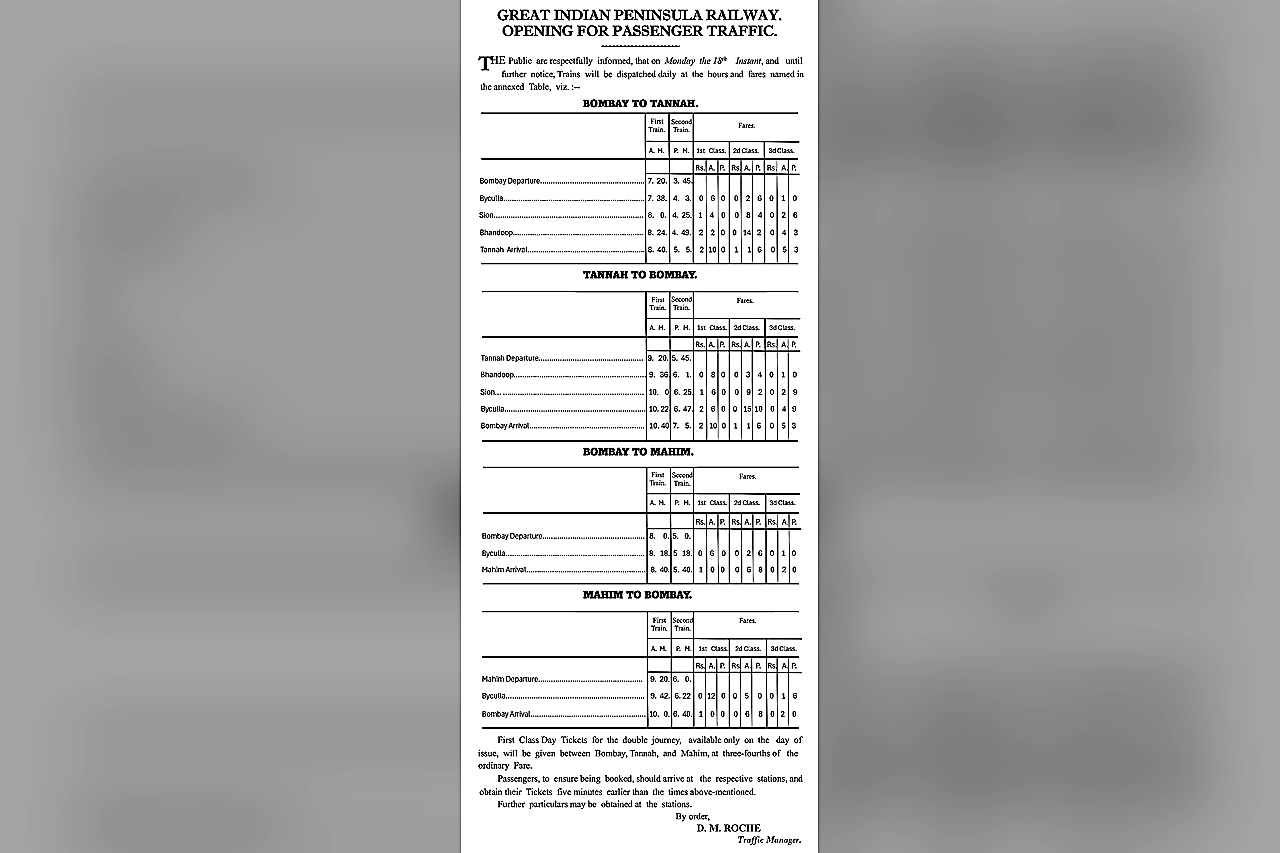 GREAT INDIAN PENINSULA RAILWAY.
OPENING FOR PASSENGER TRAFFIC.
THE Public are respectfully informed, that on Monday the 18th Instant, and until
further notice, Trains will be dispatched daily at the hours and fares named in
the annexed Table, viz. :--
BOMBAY TO TANNAH.
First Train. Second Train. Fares.
A. M. P. M. 1st Class. 2d Class. 3d Class.
Rs. A. P. Rs. A. P. Rs. A. P.
Bombay Departure 7. 20. 3. 45.
Byculla 7. 38. 4. 3. 0 6 0 0 2 6 0 1 0
Sion 8. 0. 4. 25. 1 4 0 0 8 4 0 2 6
Bhandoop 8. 24. 4. 49. 2 2 0 0 14 2 0 4 3
Tannah Arrival 8. 40. 5. 5. 2 10 0 1 1 6 0 5 3
TANNAH TO BOMBAY.
First Train. Second Train. Fares.
A. M. P. M. 1st Class. 2d Class. 3d Class.
Rs. A. P. Rs. A. P. Rs. A. P.
Tannah Departure 9. 20. 5. 45.
Bhandoop 9. 36 6. 1. 0 8 0 0 3 4 0 1 0
Sion 10. 0 6. 25. 1 6 0 0 9 2 0 2 9
Byculla 10. 22 6. 47. 2 6 0 0 15 10 0 4 9
Bombay Arrival 10. 40 7. 5. 2 10 0 1 1 6 0 5 3
BOMBAY TO MAHIM.
First Train. Second Train. Fares.
A. M. P. M. 1st Class. 2d Class. 3d Class.
Rs. A. P. Rs. A. P. Rs. A. P.
Bombay Departure 8. 0. 5. 0.
Byculla 8. 18. 5 18. 0 6 0 0 2 6 0 1 0
Mahim Arrival 8. 40. 5. 40. 1 0 0 0 6 8 0 2 0
MAHIM TO BOMBAY.
First Train. Second Train. Fares.
A. M. P. M. 1st Class. 2d Class. 3d Class.
Rs. A. P. Rs. A. P. Rs. A. P.
Mahim Departure 9. 20. 6. 0.
Byculla 9. 42. 6. 22 0 12 0 0 5 0 0 1 6
Bombay Arrival 10. 0. 6. 40. 1 0 0 0 6 8 0 2 0
First Class Day Tickets for the double journey, available only on the day of
issue, will be given between Bombay, Tannah, and Mahim, at three-fourths of the
ordinary Fare.
Passengers, to ensure being booked, should arrive at the respective stations, and
obtain their Tickets five minutes earlier than the times above-mentioned.
Further particulars may be obtained at the stations.
By order,
D. M. ROCHE
Traffic Manager.